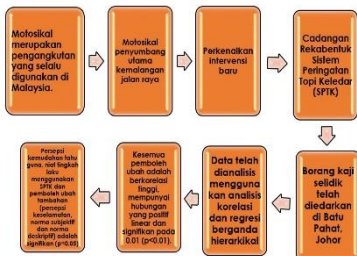 Motosikal
merupakan
pengangkutan
yang selalu
digunakan di
Malaysia.
Motosikal
penyumbang
utama
kemalangan
jalan raya
Perkenalkan
intervensi
baru
Cadangan
Rekabentuk
Sistem
Peringatan
Topi Keledar
(SPTK)
Borang kaji
selidik telah
diedarkan di
Batu Pahat,
Johor
Data telah
dianalisis
mengguna
kan analisis
korelasi
dan regresi
berganda
hierarkikal
Kesemua pemboleh
ubah adalah
berkorelasi
tinggi,
mempunyai
hubungan
yang positif
linear dan
signifikan pada
0.01 (p<0.01).
Persepsi
kemudahan
guna, niat tingkah
laku
menggunakan
SPTK dan
pemboleh ubah
tambahan
(persepsi
keselamatan,
norma subjektif
dan norma
deskriptif) adalah
signifikan (p<0.05)